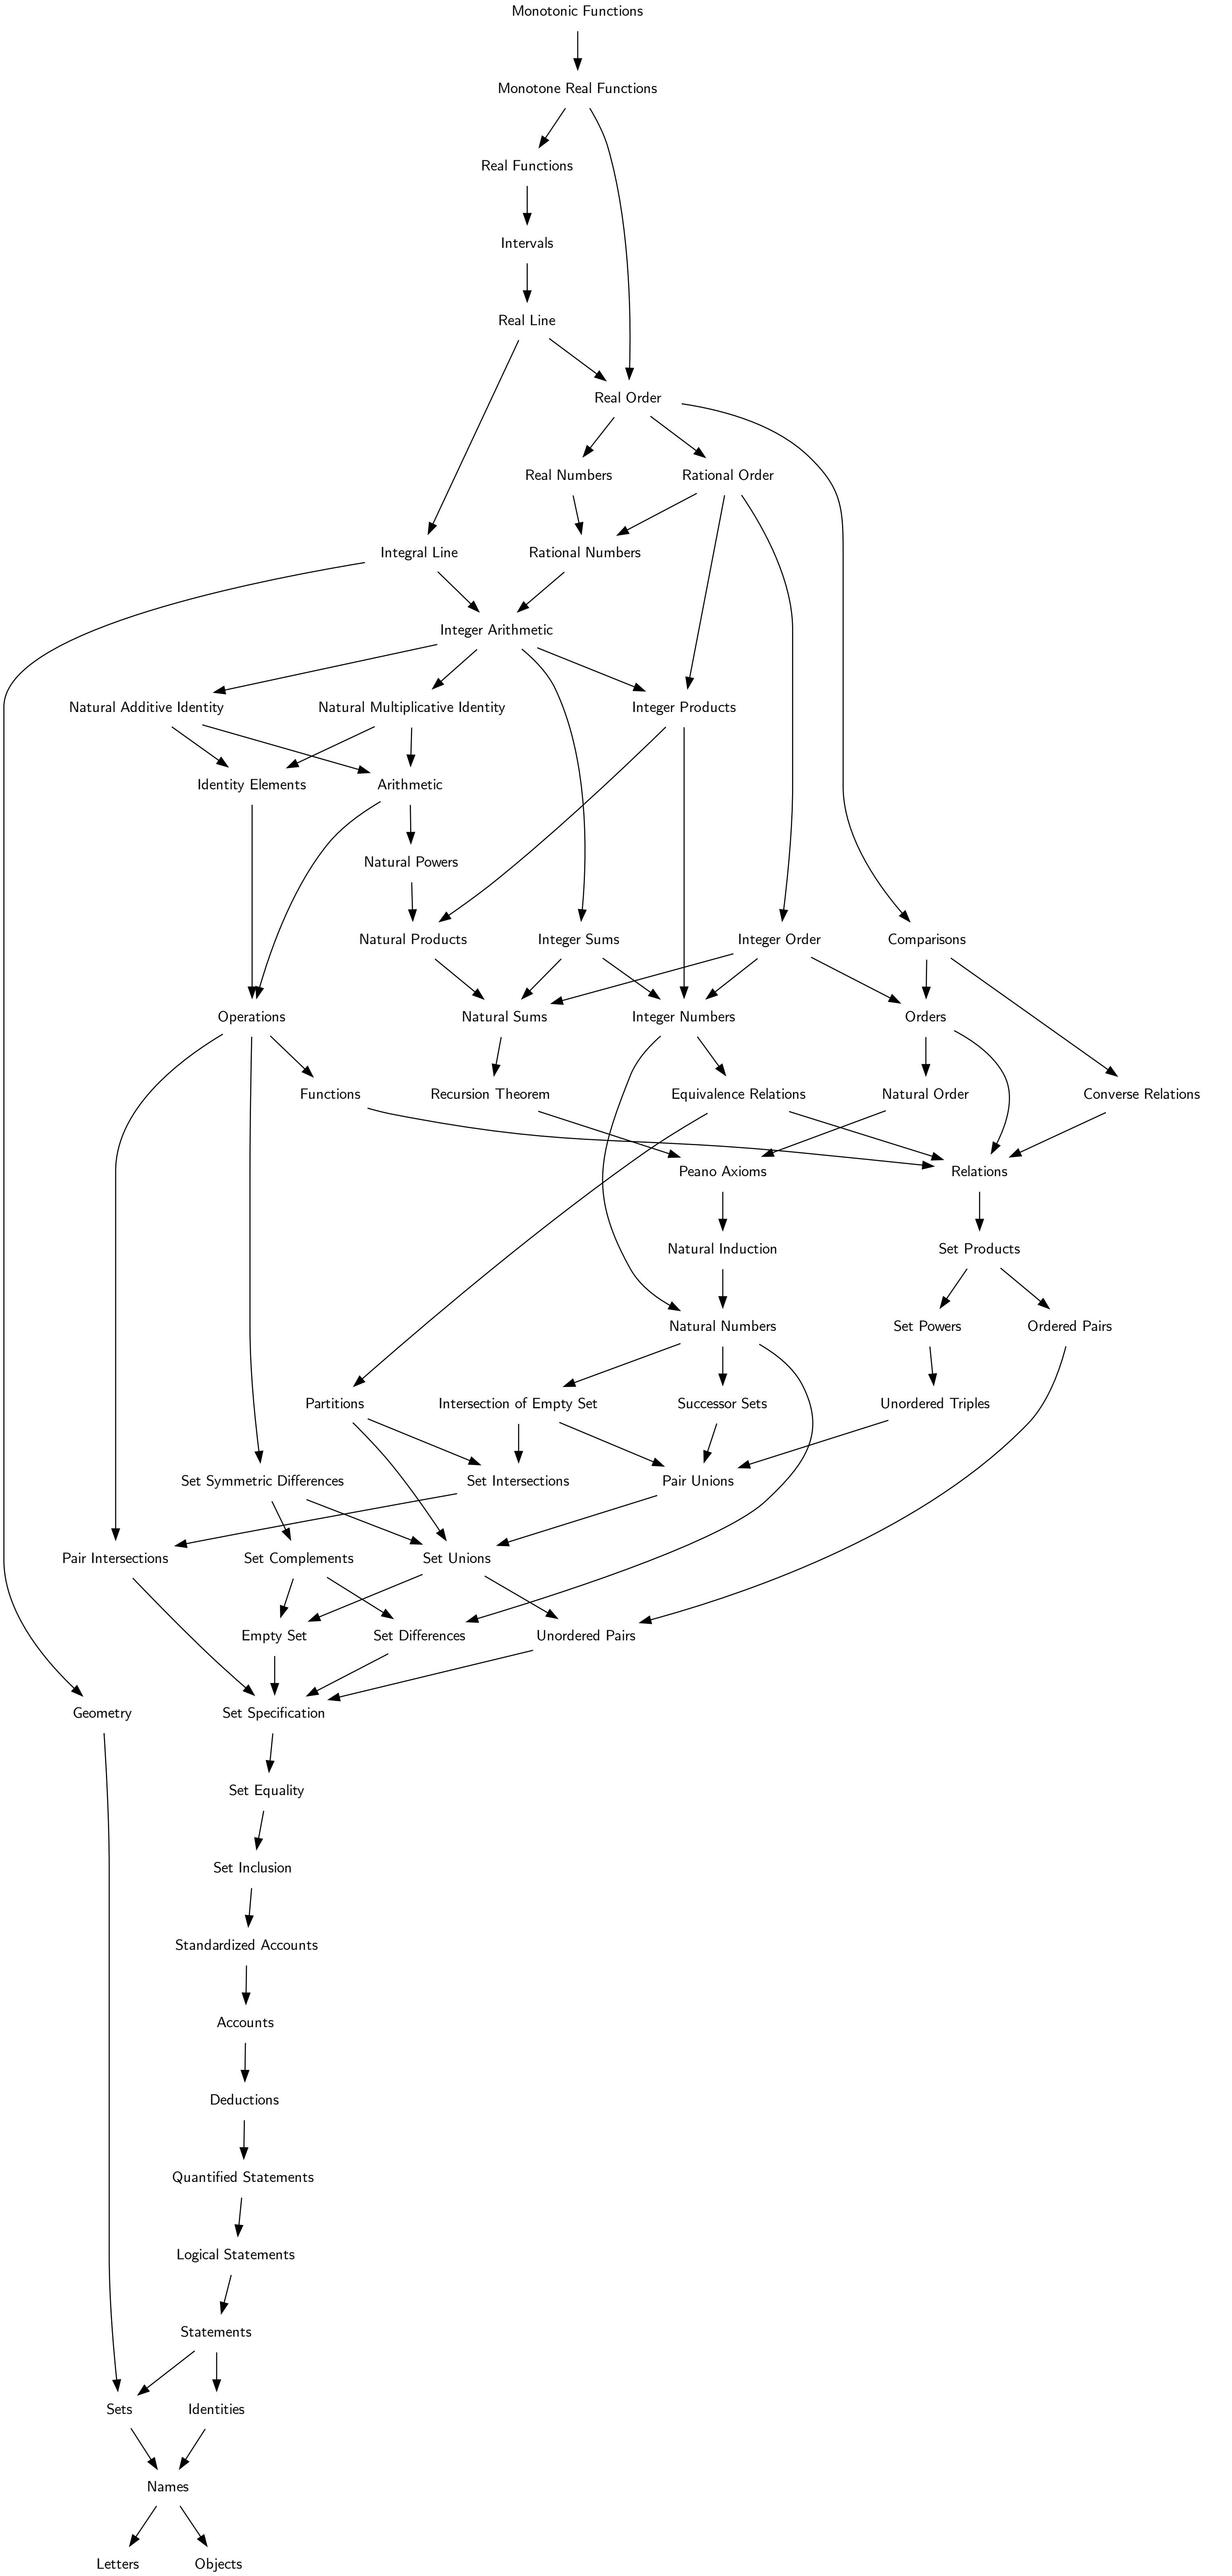 Monotonic Functions
Monotone Real Functions
Real Functions
Intervals
Real Line
Real Order
Real Numbers
Rational Order
Integral Line
Rational Numbers
Integer Arithmetic
Natural Additive Identity
Natural Multiplicative Identity
Integer Products
Identity Elements
Arithmetic
Natural Powers
Natural Products
Integer Sums
Integer Order
Comparisons
Operations
Natural Sums
Integer Numbers
Orders
Functions
Recursion Theorem
Equivalence Relations
Natural Order
Converse Relations
Peano Axioms
Relations
Natural Induction
Set Products
Natural Numbers
Set Powers
Ordered Pairs
Partitions
Intersection of Empty Set
Successor Sets
Unordered Triples
Set Symmetric Differences
Set Intersections
Pair Unions
Pair Intersections
Set Complements
Set Unions
Empty Set
Set Differences
Unordered Pairs
Geometry
Set Specification
Set Equality
Set Inclusion
Standardized Accounts
Accounts
Deductions
Quantified Statements
Logical Statements
Statements
Sets
Identities
Names
Letters
Objects